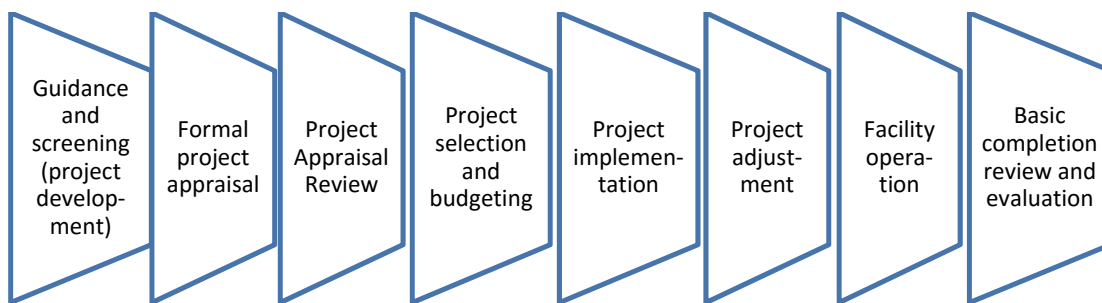 Guidance
and
screening
(project
develop-
ment)
Formal
project
appraisal
Project
Appraisal
Review
Project
selection
and
budgeting
Project
implemen-
tation
Project
adjust-
ment
Facility
opera-
tion
Basic
completion
review and
evaluation